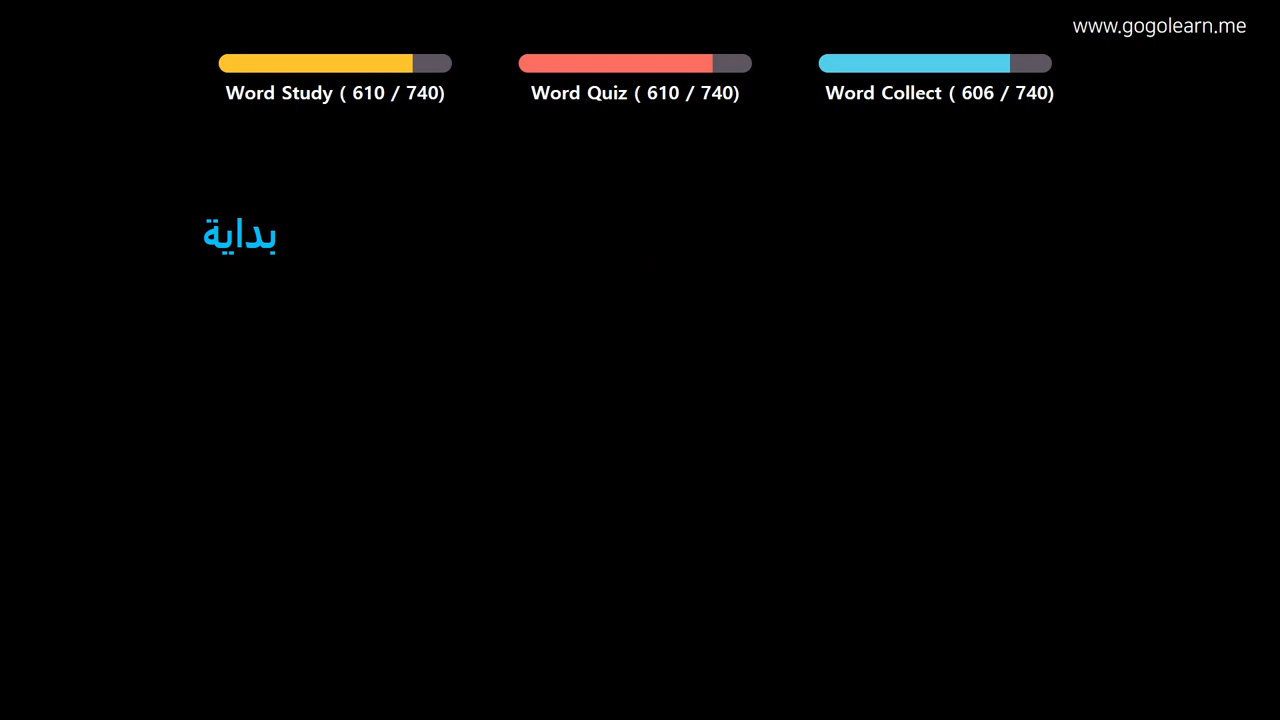 www.gogolearn.me
Word Study ( 610 / 740)
Word Quiz ( 610 / 740)
Word Collect ( 606 / 740)
بداية